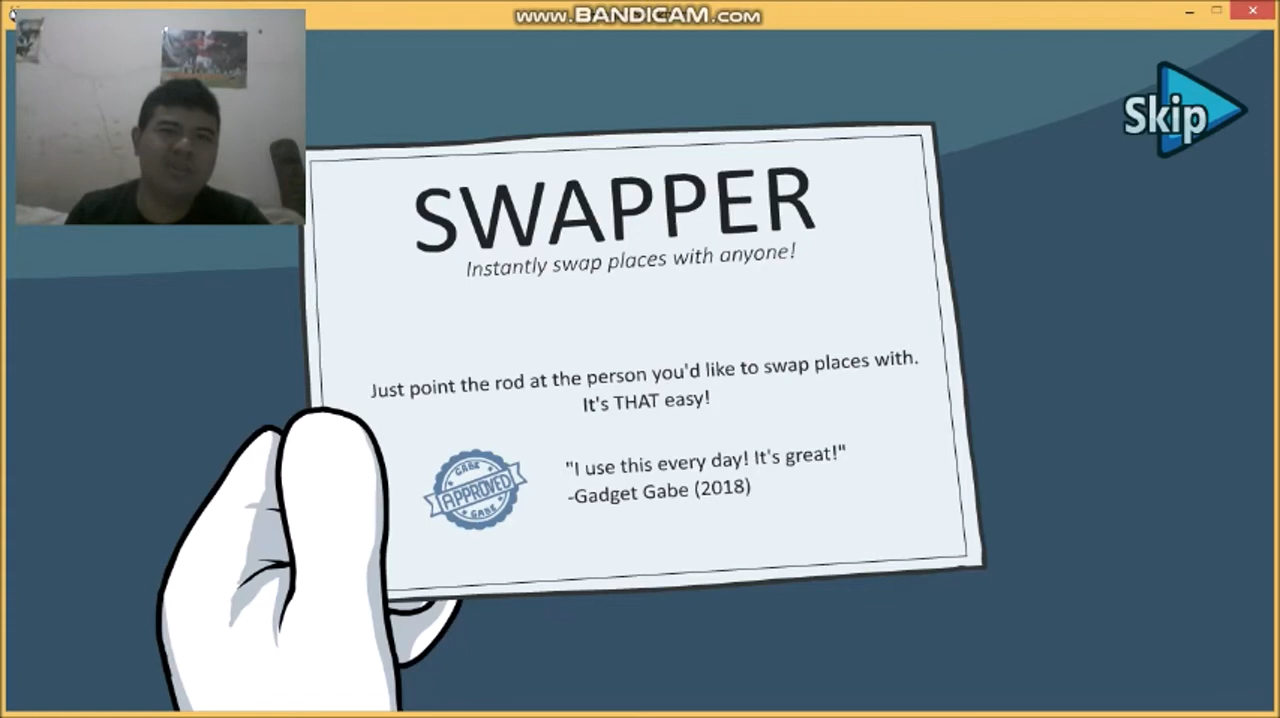 www.BANDICAM.com
Skip
SWAPPER
Instantly swap places with anyone!
Just point the rod at the person you'd like to swap places with.
It's THAT easy!
GABE
APPROVED
GABE
"I use this every day! It's great!"
-Gadget Gabe (2018)